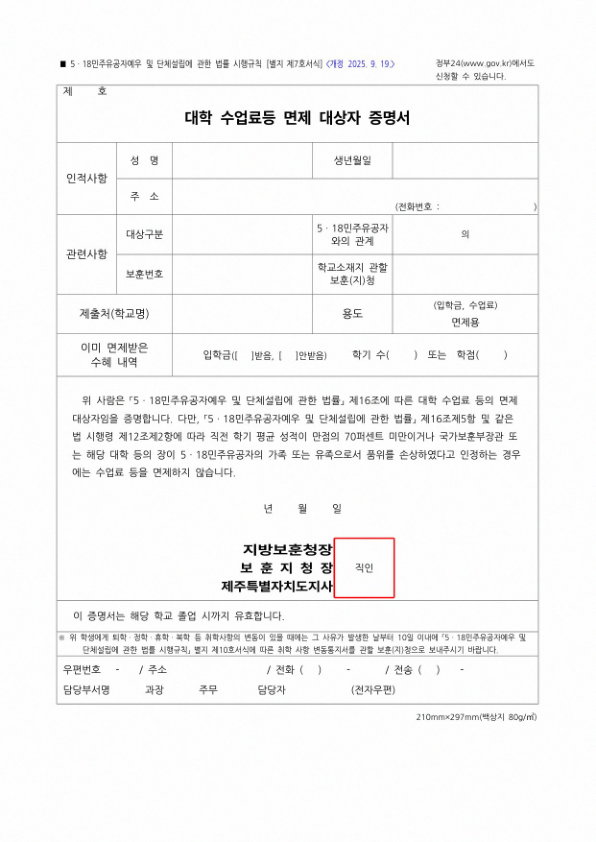 ■ 5ㆍ18민주유공자예우 및 단체설립에 관한 법률 시행규칙 [별지 제7호서식] <개정 2025. 9. 19.>
정부24(www.gov.kr)에서도
신청할 수 있습니다.
제 호
대학 수업료등 면제 대상자 증명서
인적사항
성 명
생년월일
주 소
(전화번호 : )
관련사항
대상구분
5ㆍ18민주유공자
와의 관계
의
보훈번호
학교소재지 관할
보훈(지)청
제출처(학교명)
용도
(입학금, 수업료)
면제용
이미 면제받은
수혜 내역
입학금([ ]받음, [ ]안받음) 학기 수( ) 또는 학점( )
위 사람은 「5ㆍ18민주유공자예우 및 단체설립에 관한 법률」 제16조에 따른 대학 수업료 등의 면제
대상자임을 증명합니다. 다만, 「5ㆍ18민주유공자예우 및 단체설립에 관한 법률」 제16조제5항 및 같은
법 시행령 제12조제2항에 따라 직전 학기 평균 성적이 만점의 70퍼센트 미만이거나 국가보훈부장관 또
는 해당 대학 등의 장이 5ㆍ18민주유공자의 가족 또는 유족으로서 품위를 손상하였다고 인정하는 경우
에는 수업료 등을 면제하지 않습니다.
년 월 일
지방보훈청장
보 훈 지 청 장
제주특별자치도지사
직인
이 증명서는 해당 학교 졸업 시까지 유효합니다.
※ 위 학생에게 퇴학ㆍ정학ㆍ휴학ㆍ복학 등 취학사항의 변동이 있을 때에는 그 사유가 발생한 날부터 10일 이내에 「5ㆍ18민주유공자예우 및
단체설립에 관한 법률 시행규칙」 별지 제10호서식에 따른 취학 사항 변동통지서를 관할 보훈(지)청으로 보내주시기 바랍니다.
우편번호 - / 주소 / 전화 ( ) - / 전송 ( ) -
담당부서명 과장 주무 담당자 (전자우편)
210mm×297mm(백상지 80g/㎡)